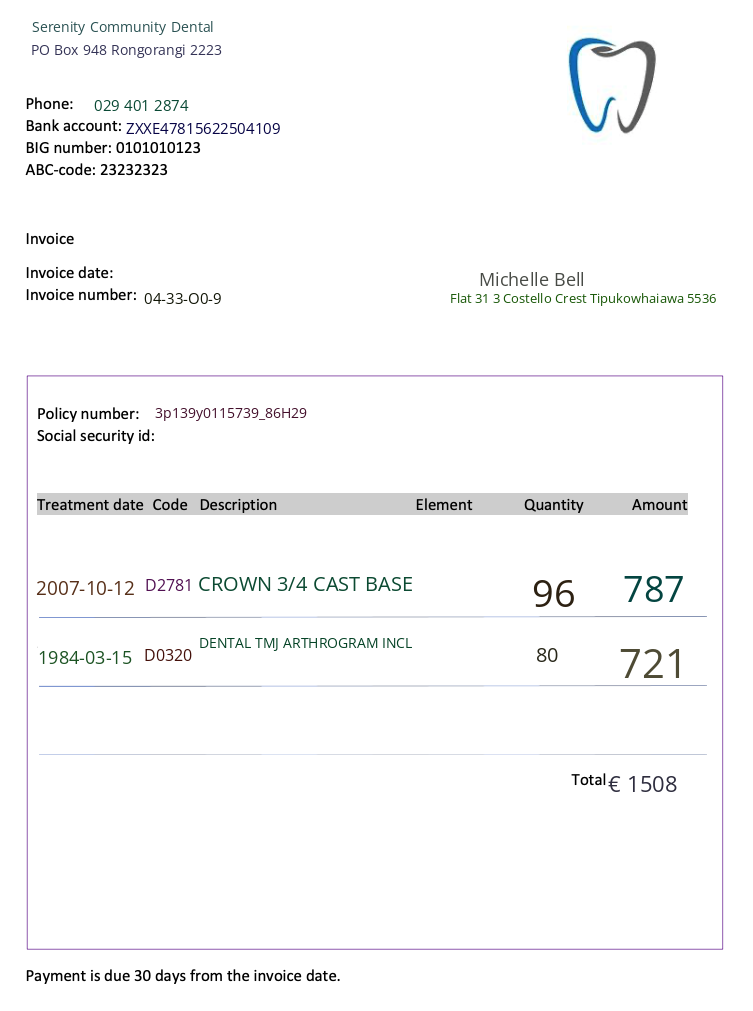 Serenity Community Dental
PO Box 948 Rongorangi 2223
Phone: 029 401 2874
Bank account: ZXXE47815622504109
BIG number: 0101010123
ABC-code: 23232323
Invoice
Invoice date:
Invoice number: 04-33-O0-9
Michelle Bell
Flat 31 3 Costello Crest Tipukowhaiawa 5536
Policy number: 3p139y0115739_86H29
Social security id:
Treatment date Code Description Element Quantity Amount
2007-10-12 D2781 CROWN 3/4 CAST BASE 96 787
1984-03-15 D0320 DENTAL TMJ ARTHROGRAM INCL 80 721
Total € 1508
Payment is due 30 days from the invoice date.